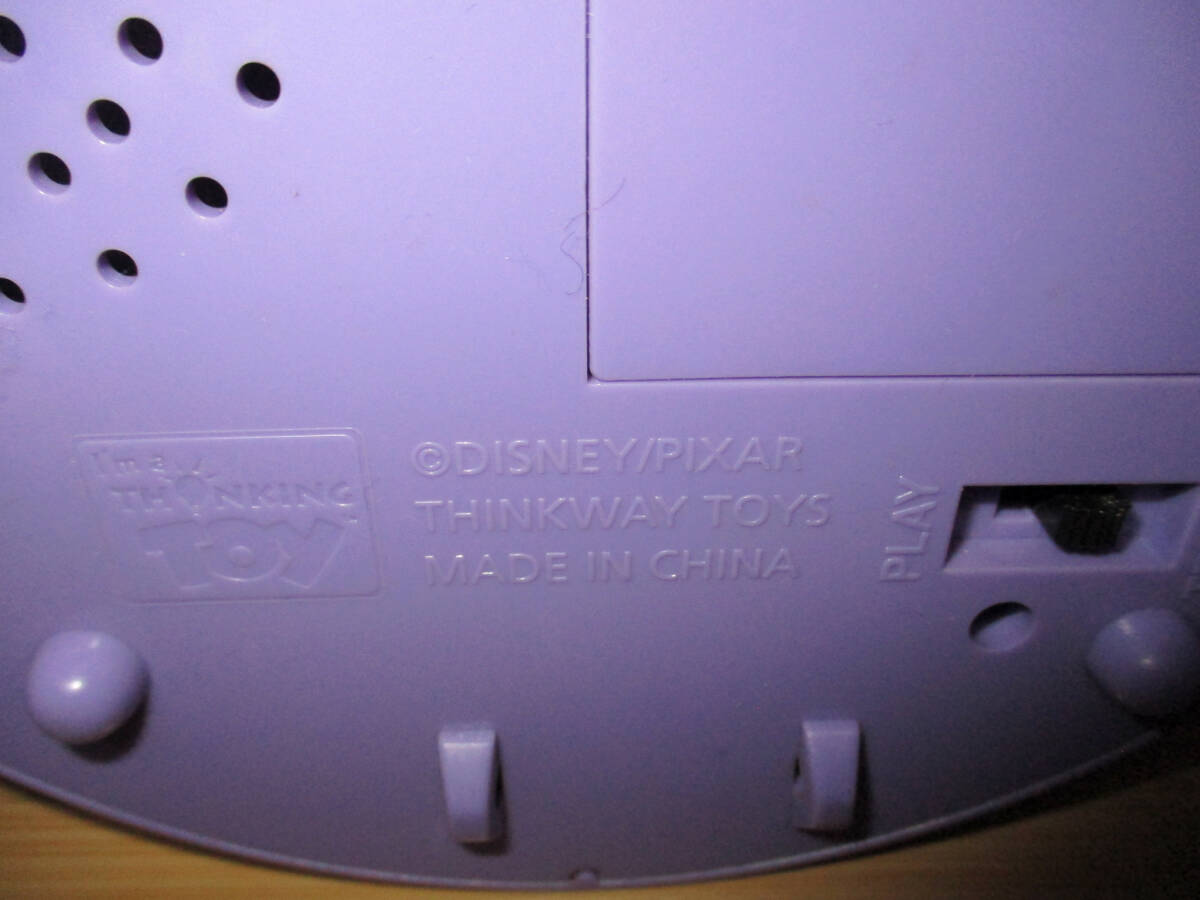 I'm a
THINKING
TOY
©DISNEY/PIXAR
THINKWAY TOYS
MADE IN CHINA
PLAY